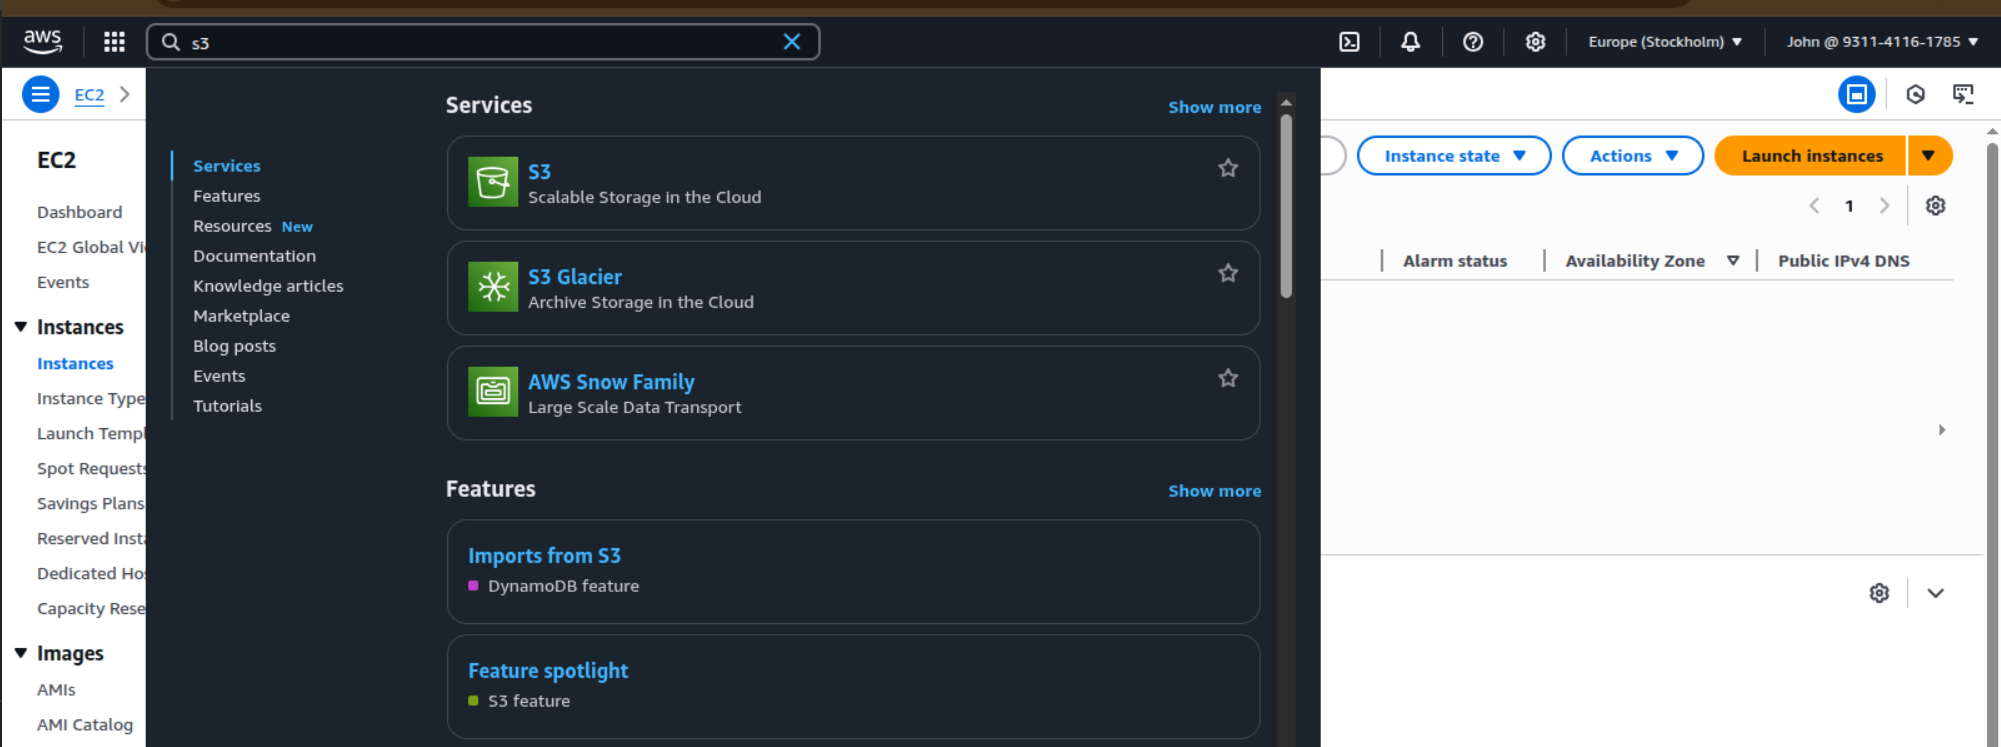 aws
s3
Europe (Stockholm)
John @ 9311-4116-1785
EC2
EC2
Dashboard
EC2 Global Vi
Events
Instances
Instances
Instance Type
Launch Templ
Spot Requests
Savings Plans
Reserved Insta
Dedicated Hos
Capacity Rese
Images
AMIs
AMI Catalog
Services
Features
Resources New
Documentation
Knowledge articles
Marketplace
Blog posts
Events
Tutorials
Services
Show more
S3
Scalable Storage in the Cloud
S3 Glacier
Archive Storage in the Cloud
AWS Snow Family
Large Scale Data Transport
Features
Show more
Imports from S3
DynamoDB feature
Feature spotlight
S3 feature
Instance state
Actions
Launch instances
1
Alarm status
Availability Zone
Public IPv4 DNS